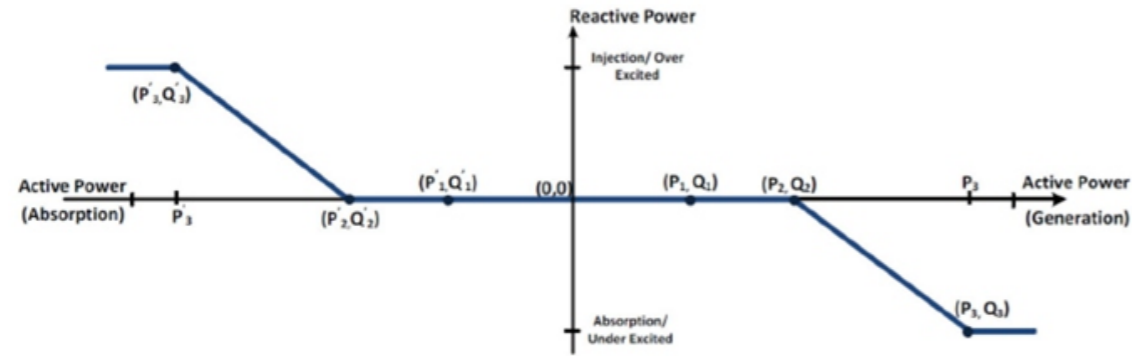 Reactive Power
Injection/ Over
Excited
(P'₃,Q'₃)
Active Power
(Absorption)
P'₃
(P'₂,Q'₂)
(P'₁,Q'₁)
(0,0)
(P₁, Q₁)
(P₂, Q₂)
P₃
Active Power
(Generation)
(P₃, Q₃)
Absorption/
Under Excited